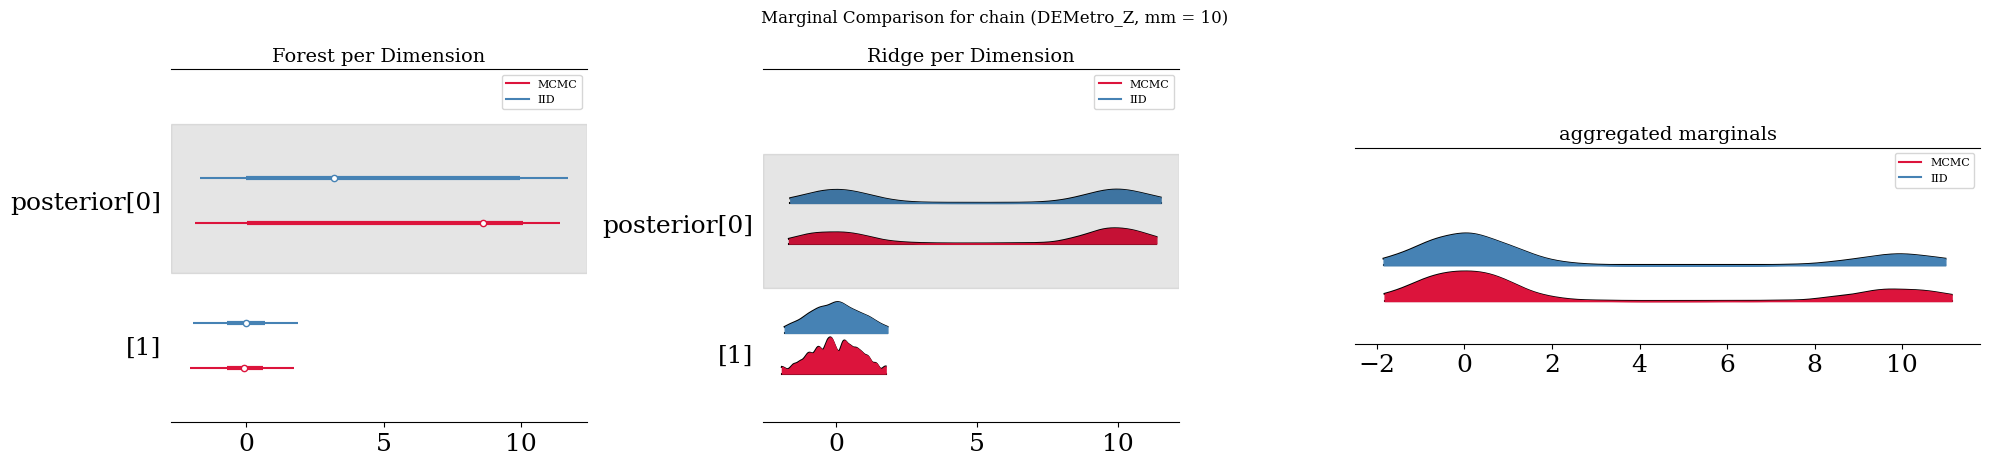 Marginal Comparison for chain (DEMetro_Z, mm = 10)
Forest per Dimension
MCMC
IID
posterior[0]
[1]
0 5 10
Ridge per Dimension
MCMC
IID
posterior[0]
[1]
0 5 10
aggregated marginals
MCMC
IID
−2 0 2 4 6 8 10